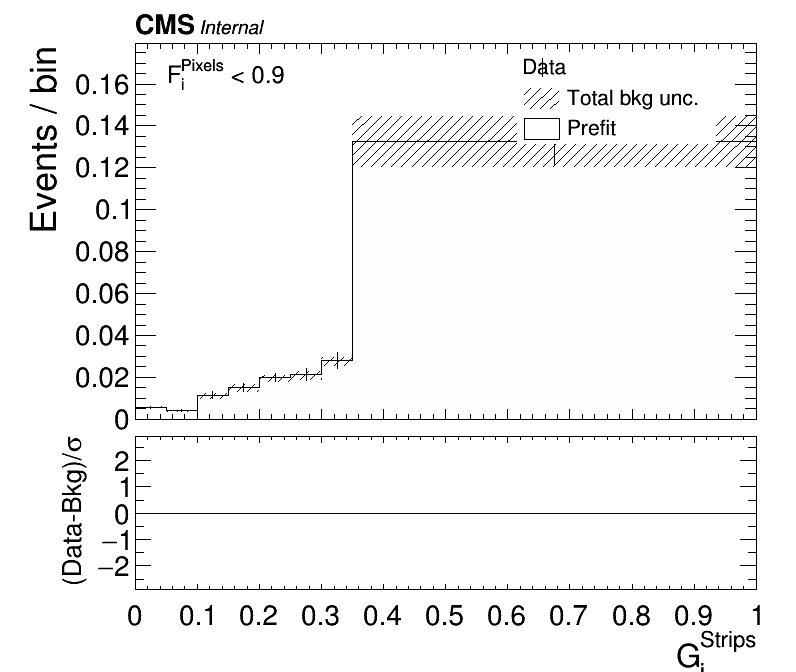 CMS Internal
Events / bin
F_i^Pixels < 0.9
Data
Total bkg unc.
Prefit
0.16
0.14
0.12
0.1
0.08
0.06
0.04
0.02
0
(Data-Bkg)/σ
2
1
0
−1
−2
0 0.1 0.2 0.3 0.4 0.5 0.6 0.7 0.8 0.9 1
G_i^Strips